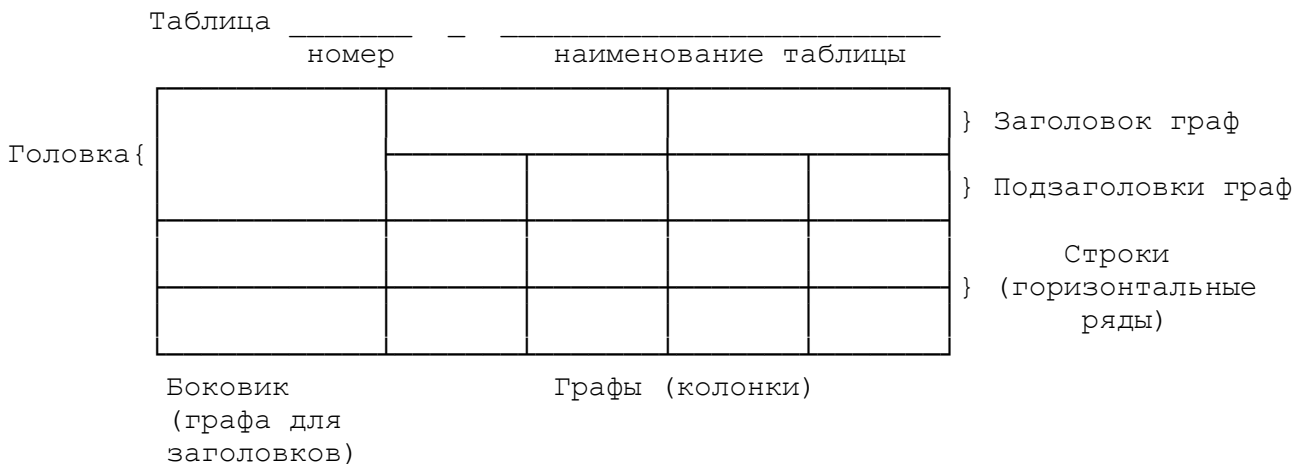 Таблица _______ _ _________________________
номер наименование таблицы
} Заголовок граф
Головка{
} Подзаголовки граф
Строки
} (горизонтальные
ряды)
Боковик Графы (колонки)
(графа для
заголовков)